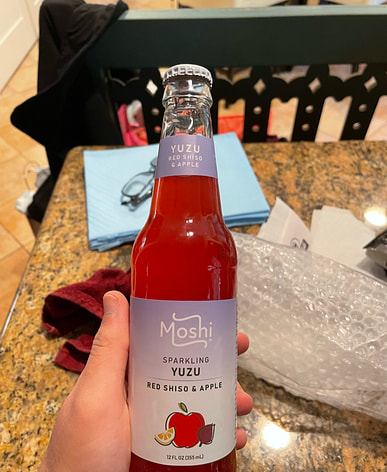 YUZU
RED SHISO
& APPLE
Moshi
SPARKLING
YUZU
RED SHISO & APPLE
12 FL OZ (355 mL)